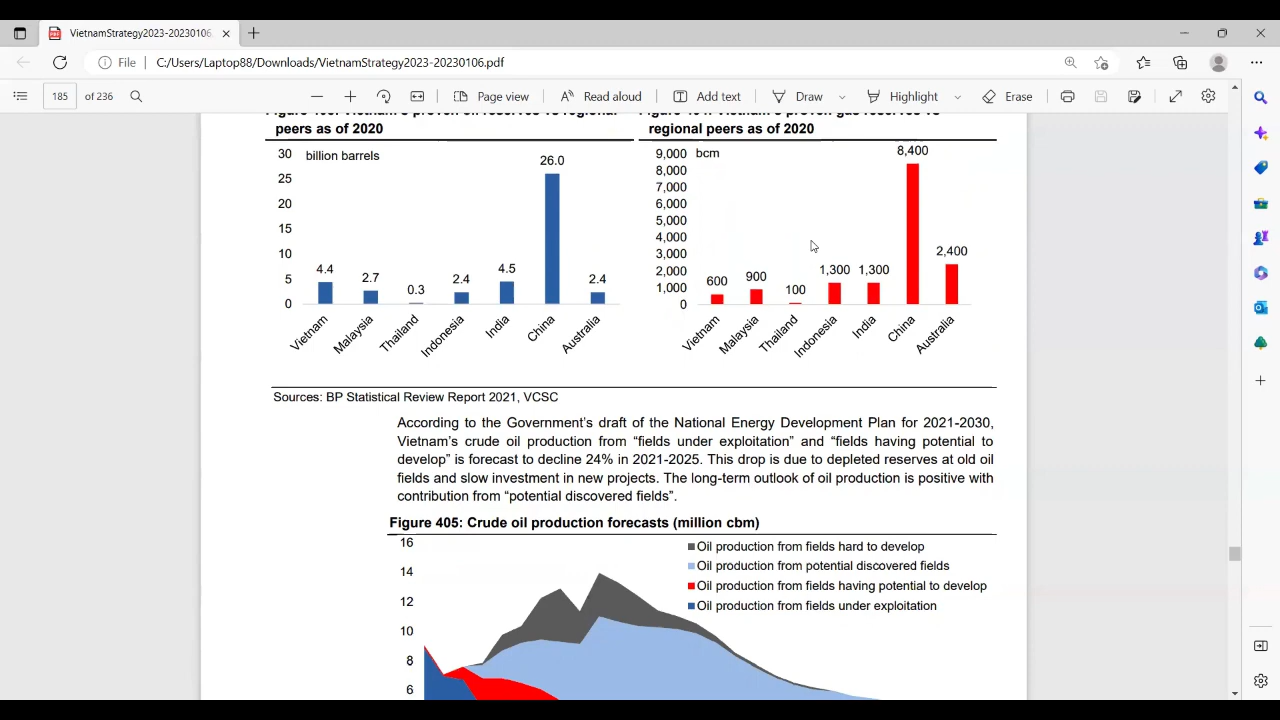 VietnamStrategy2023-20230106.
File
C:/Users/Laptop88/Downloads/VietnamStrategy2023-20230106.pdf
185 of 236
Page view
Read aloud
Add text
Draw
Highlight
Erase
peers as of 2020
30 billion barrels
25
20
15
10
5
0
4.4
2.7
0.3
2.4
4.5
26.0
2.4
Vietnam
Malaysia
Thailand
Indonesia
India
China
Australia
regional peers as of 2020
9,000 bcm
8,000
7,000
6,000
5,000
4,000
3,000
2,000
1,000
0
600
900
100
1,300
1,300
8,400
2,400
Vietnam
Malaysia
Thailand
Indonesia
India
China
Australia
Sources: BP Statistical Review Report 2021, VCSC
According to the Government's draft of the National Energy Development Plan for 2021-2030,
Vietnam's crude oil production from “fields under exploitation” and “fields having potential to
develop” is forecast to decline 24% in 2021-2025. This drop is due to depleted reserves at old oil
fields and slow investment in new projects. The long-term outlook of oil production is positive with
contribution from “potential discovered fields”.
Figure 405: Crude oil production forecasts (million cbm)
16
14
12
10
8
6
Oil production from fields hard to develop
Oil production from potential discovered fields
Oil production from fields having potential to develop
Oil production from fields under exploitation